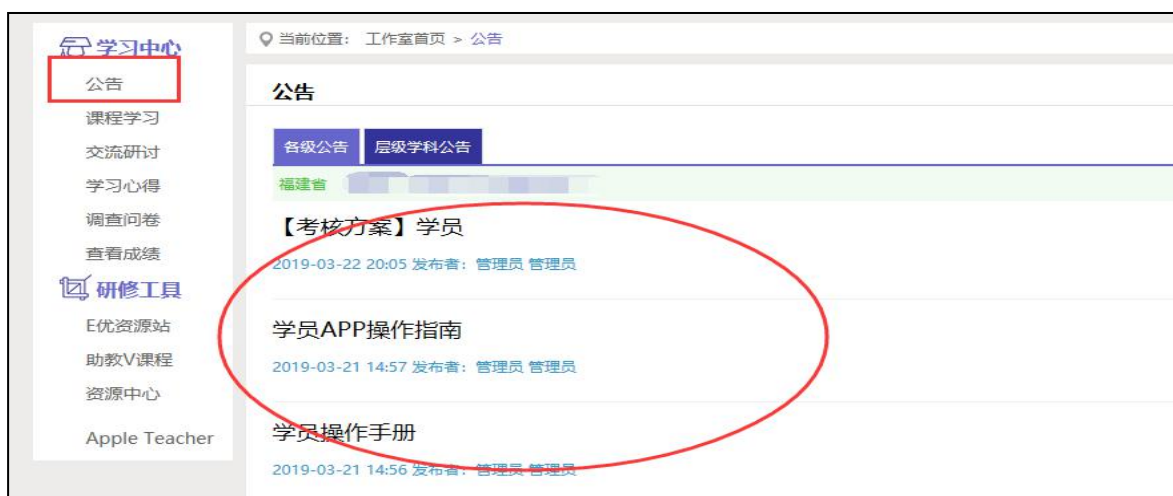 学习中心
公告
课程学习
交流研讨
学习心得
调查问卷
查看成绩
研修工具
E优资源站
助教V课程
资源中心
Apple Teacher
当前位置： 工作室首页 > 公告
公告
各级公告 层级学科公告
福建省
【考核方案】学员
2019-03-22 20:05 发布者：管理员 管理员
学员APP操作指南
2019-03-21 14:57 发布者：管理员 管理员
学员操作手册
2019-03-21 14:56 发布者：管理员 管理员